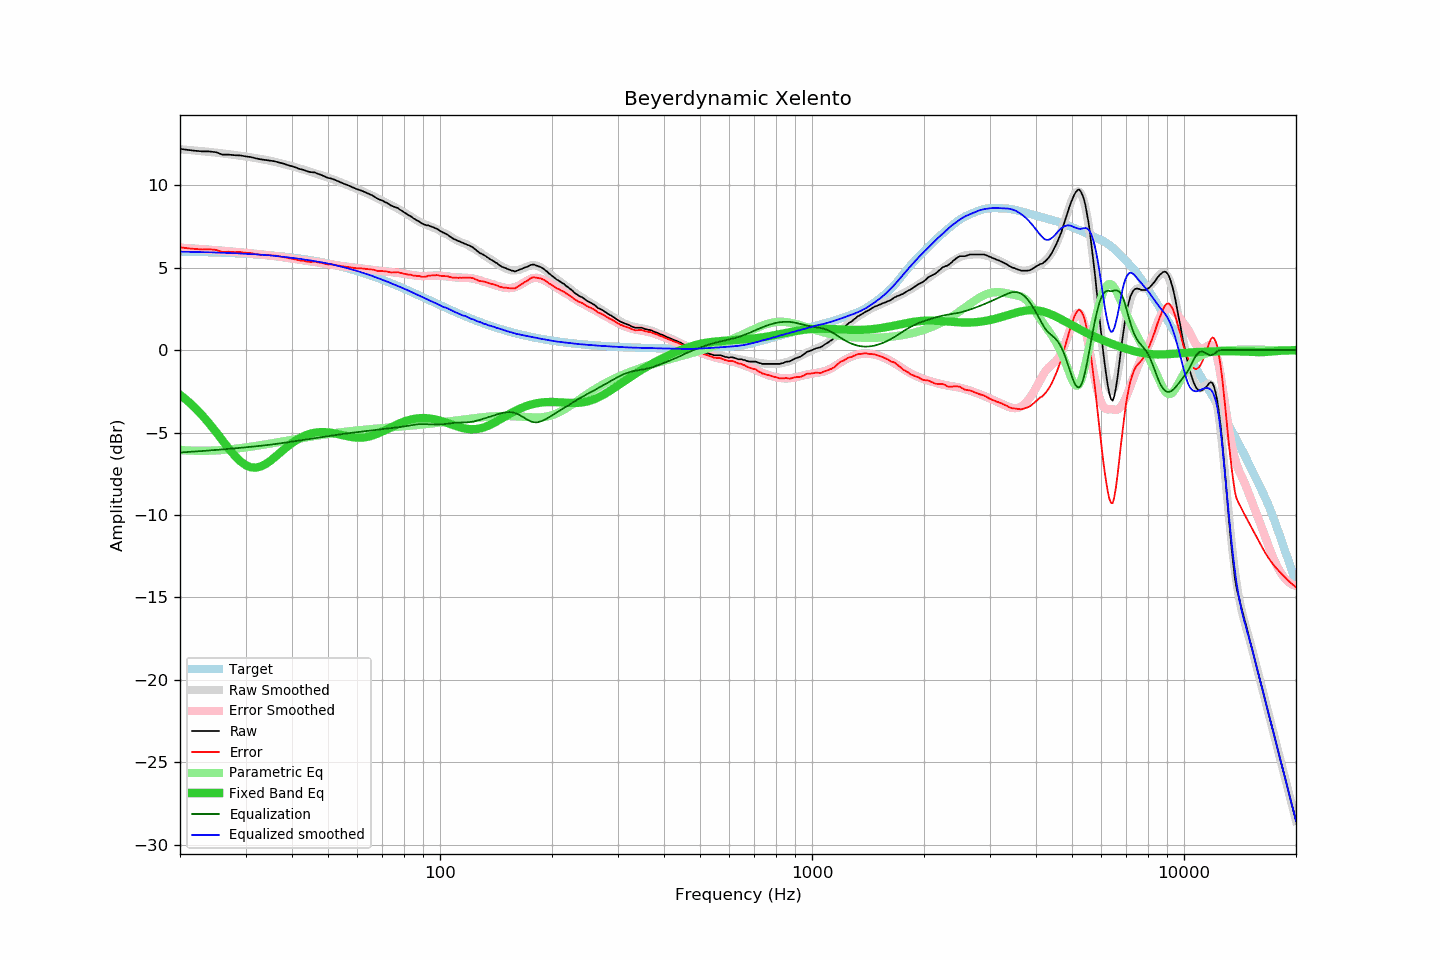 Beyerdynamic Xelento
Amplitude (dBr)
10
5
0
−5
−10
−15
−20
−25
−30
Target
Raw Smoothed
Error Smoothed
Raw
Error
Parametric Eq
Fixed Band Eq
Equalization
Equalized smoothed
100
1000
10000
Frequency (Hz)